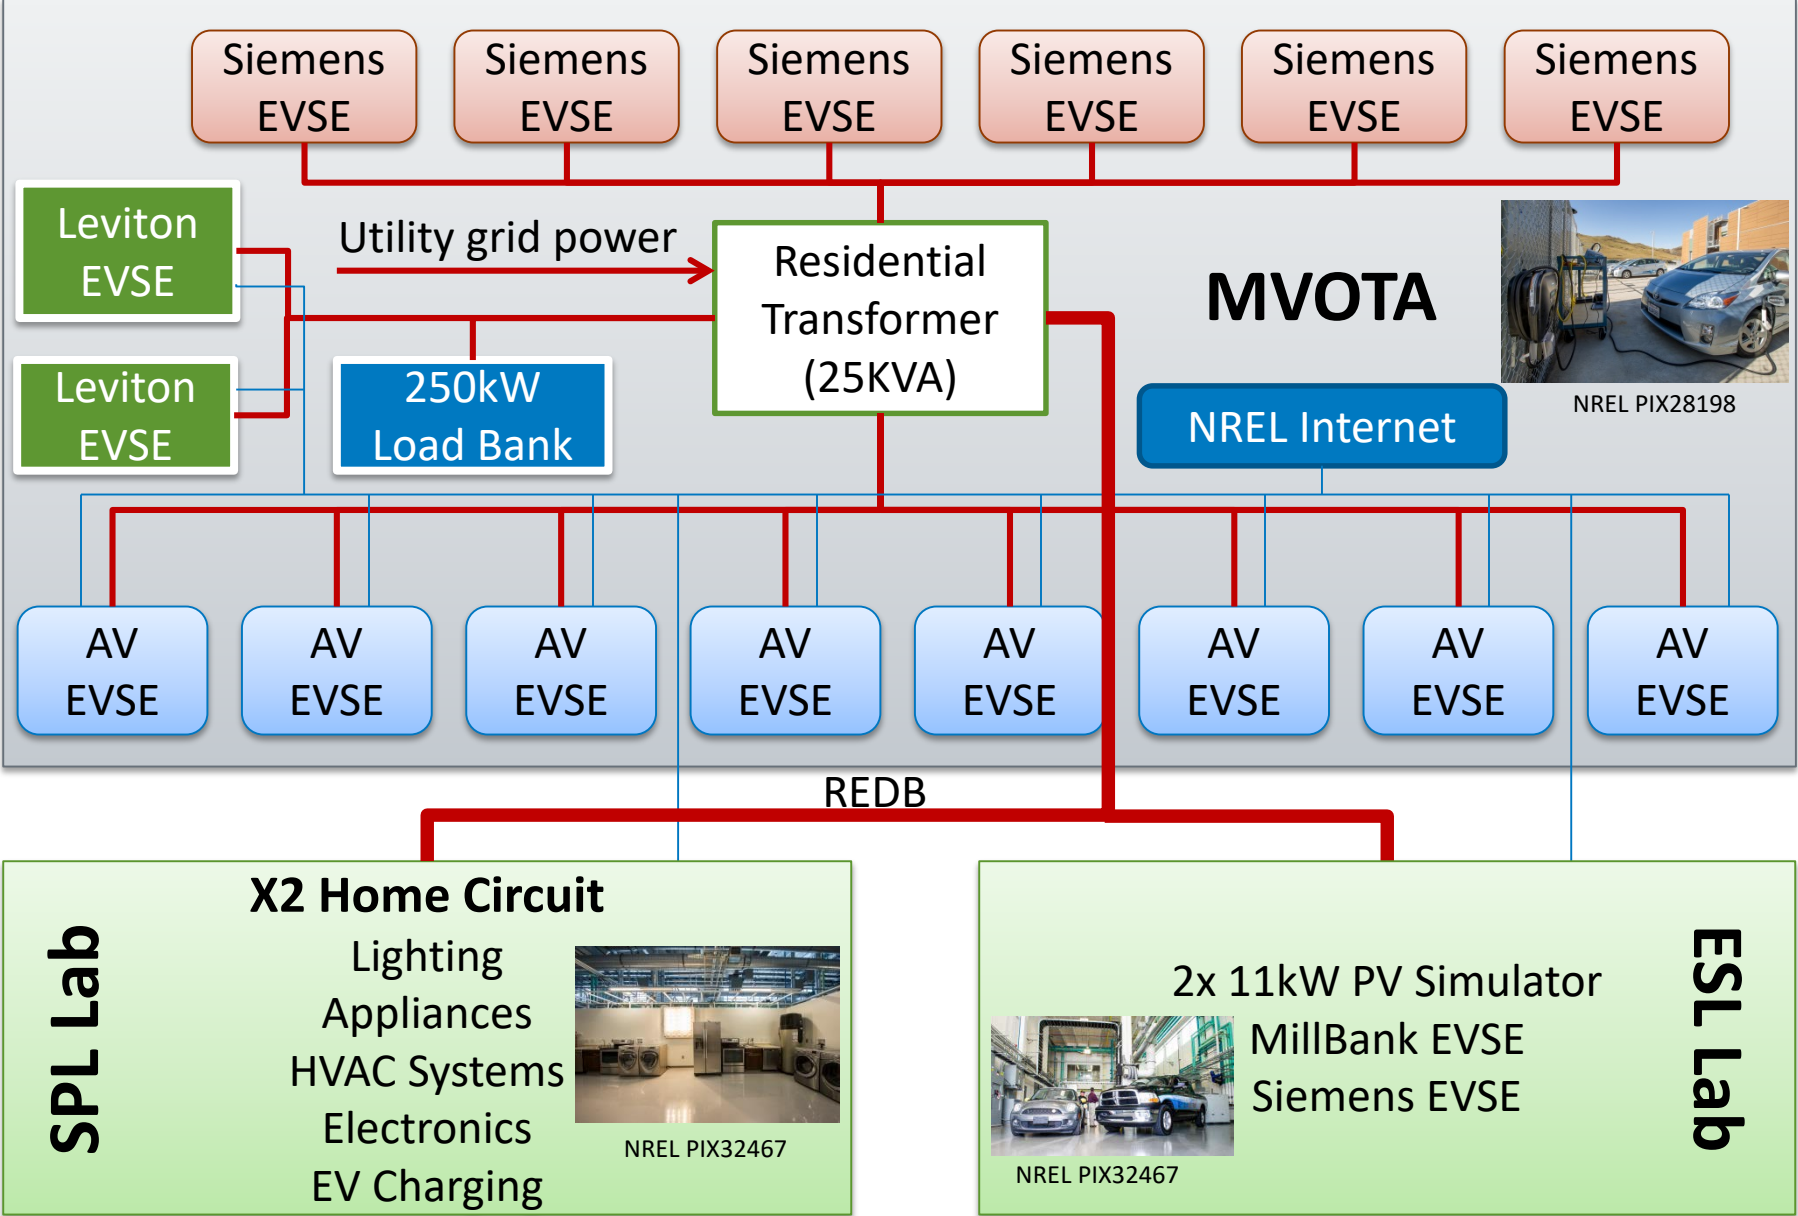 Siemens
EVSE
Siemens
EVSE
Siemens
EVSE
Siemens
EVSE
Siemens
EVSE
Siemens
EVSE
Leviton
EVSE
Utility grid power
Residential
Transformer
(25KVA)
MVOTA
NREL PIX28198
Leviton
EVSE
250kW
Load Bank
NREL Internet
AV
EVSE
AV
EVSE
AV
EVSE
AV
EVSE
AV
EVSE
AV
EVSE
AV
EVSE
AV
EVSE
REDB
SPL Lab
X2 Home Circuit
Lighting
Appliances
HVAC Systems
Electronics
EV Charging
NREL PIX32467
2x 11kW PV Simulator
MillBank EVSE
Siemens EVSE
NREL PIX32467
ESL Lab